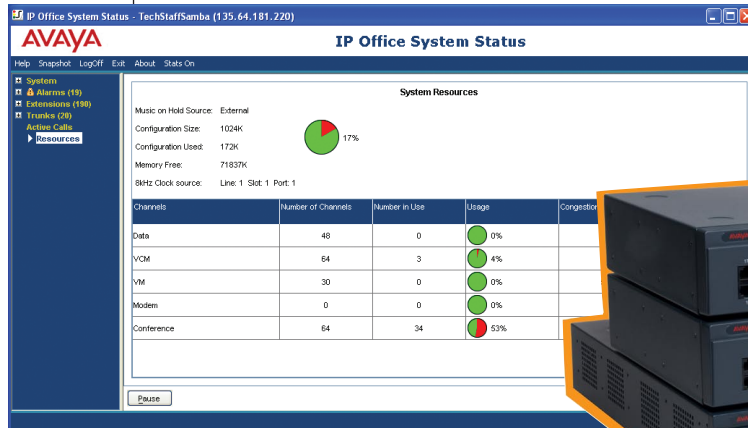 IP Office System Status - TechStaffSamba (135.64.181.220)
AVAYA
IP Office System Status
Help Snapshot LogOff Exit About Stats On
System
Alarms (19)
Extensions (190)
Trunks (20)
Active Calls
Resources
System Resources
Music on Hold Source: External
Configuration Size: 1024K
17%
Configuration Used: 172K
Memory Free: 71837K
8kHz Clock source: Line: 1 Slot: 1 Port: 1
Channels Number of Channels Number in Use Usage Congestion
Data 48 0 0%
VCM 64 3 4%
VM 30 0 0%
Modem 0 0 0%
Conference 64 34 53%
Pause